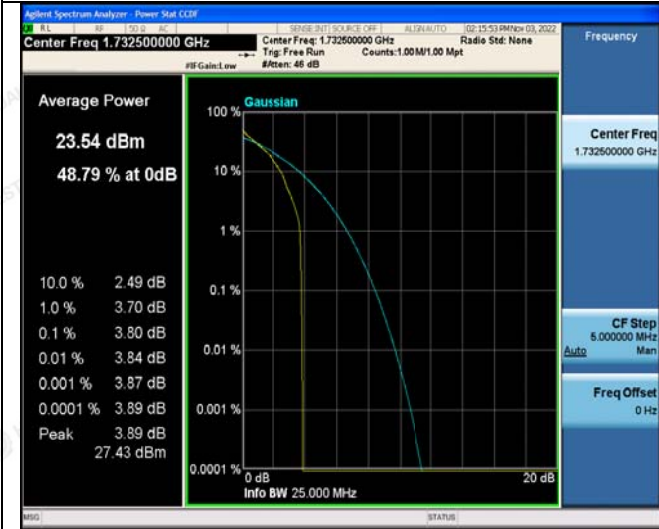 Agilent Spectrum Analyzer - Power Stat CCDF
RL RF 50 Ω AC SENSE:INT SOURCE OFF ALIGNAUTO 02:15:53 PM Nov 03, 2022
Center Freq 1.732500000 GHz
Center Freq: 1.732500000 GHz Radio Std: None
Trig: Free Run Counts:1.00 M/1.00 Mpt
#IFGain:Low #Atten: 46 dB
Frequency
Average Power
23.54 dBm
48.79 % at 0dB
10.0 % 2.49 dB
1.0 % 3.70 dB
0.1 % 3.80 dB
0.01 % 3.84 dB
0.001 % 3.87 dB
0.0001 % 3.89 dB
Peak 3.89 dB
27.43 dBm
Gaussian
100 %
10 %
1 %
0.1 %
0.01 %
0.001 %
0.0001 %
0 dB 20 dB
Info BW 25.000 MHz
Center Freq
1.732500000 GHz
CF Step
5.000000 MHz
Auto Man
Freq Offset
0 Hz
MSG STATUS